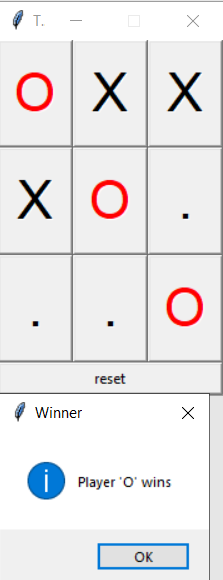 T.
O X X
X O .
. . O
reset
Winner
i
Player 'O' wins
OK